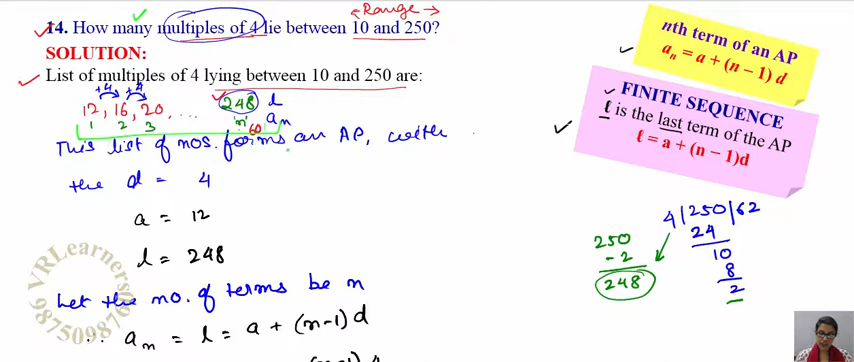 Range
14. How many multiples of 4 lie between 10 and 250?
SOLUTION:
List of multiples of 4 lying between 10 and 250 are:
+4 +4
12, 16, 20, ... 248 l
1 2 3 'n' an
60
This list of nos. forms an AP, with
the d = 4
a = 12
l = 248
Let the no. of terms be n
∴ an = l = a + (n-1) d
nth term of an AP
an = a + (n − 1) d
FINITE SEQUENCE
ℓ is the last term of the AP
ℓ = a + (n − 1)d
4/250/62
24
10
8
2
250
- 2
248
VRLearners